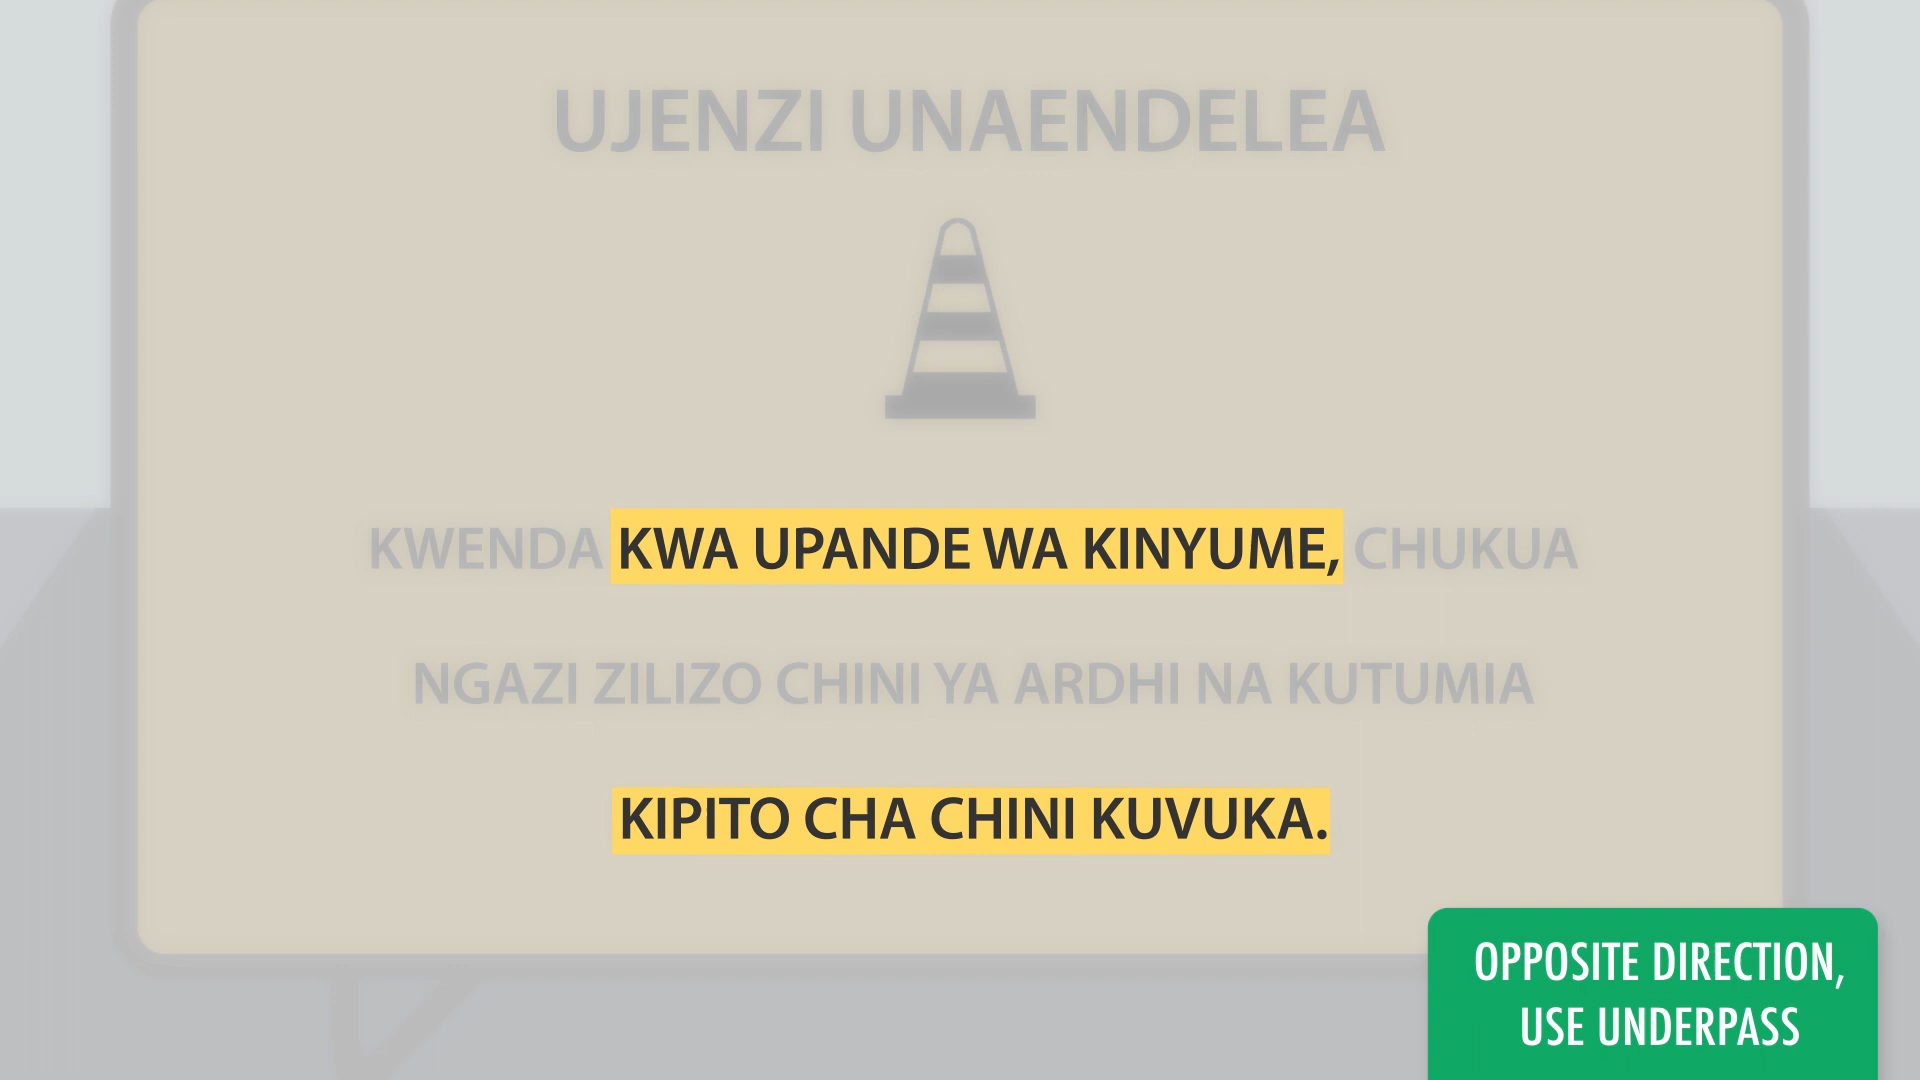 UJENZI UNAENDELEA
KWENDA KWA UPANDE WA KINYUME, CHUKUA
NGAZI ZILIZO CHINI YA ARDHI NA KUTUMIA
KIPITO CHA CHINI KUVUKA.
OPPOSITE DIRECTION,
USE UNDERPASS